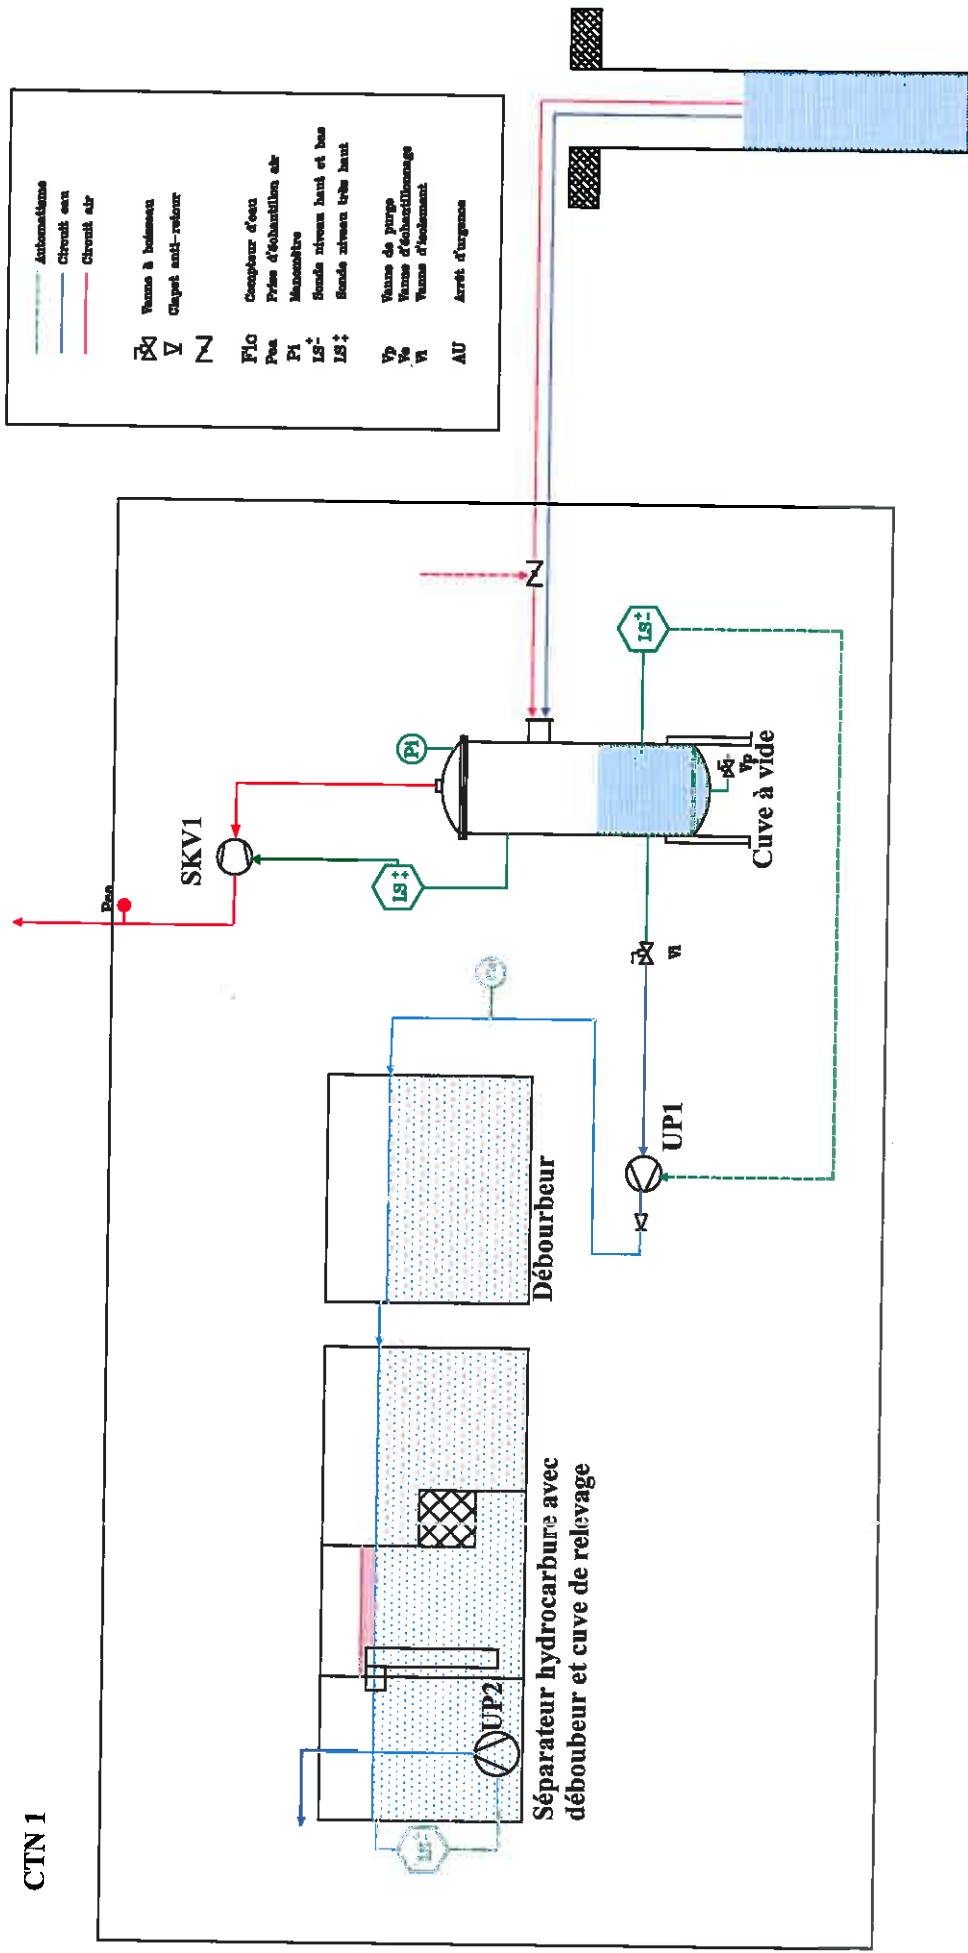 CTN 1
Automatisme
Circuit eau
Circuit air
Vanne à boisseau
Clapet anti-retour
FIC Compteur d'eau
Pea Prise d'échantillon air
Pi Manomètre
LS+- Sonde niveau haut et bas
LS++ Sonde niveau très haut
Vp Vanne de purge
Ve Vanne d'échantillonnage
Vi Vanne d'isolement
AU Arrêt d'urgence
Pea
SKV1
Pi
LS++
LS+-
Vp
Cuve à vide
Vi
UP1
Débourbeur
UP2
Séparateur hydrocarbure avec
déboubeur et cuve de relevage